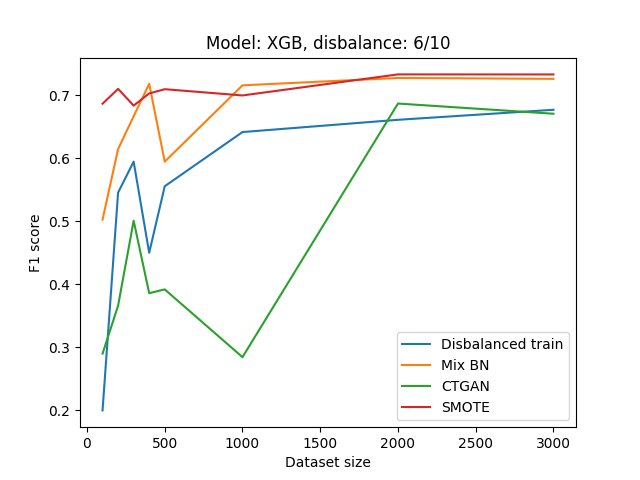 Model: XGB, disbalance: 6/10
F1 score
0.7
0.6
0.5
0.4
0.3
0.2
0
500
1000
1500
2000
2500
3000
Dataset size
Disbalanced train
Mix BN
CTGAN
SMOTE